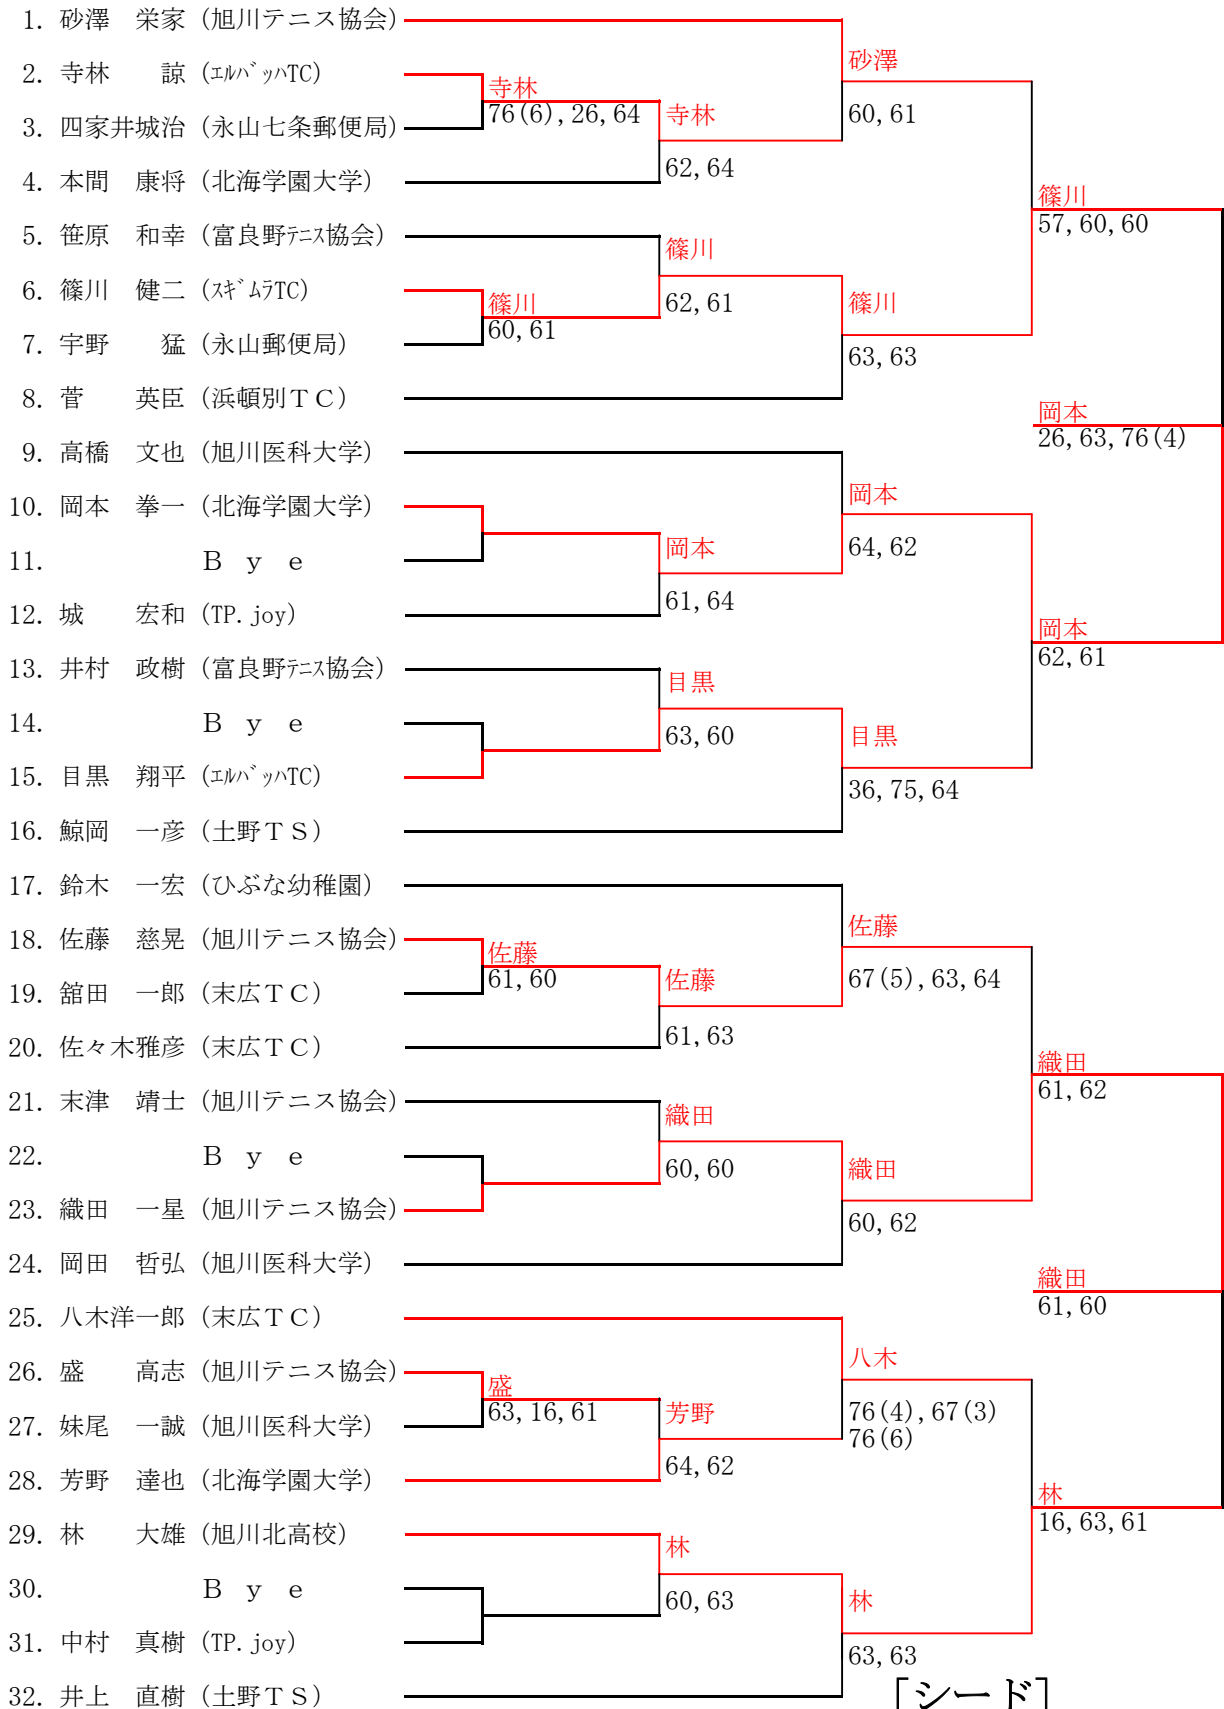 1. 砂澤　栄家 (旭川テニス協会)
2. 寺林　　諒 (ｴﾙﾊﾞｯﾊTC)
3. 四家井城治 (永山七条郵便局)
4. 本間　康将 (北海学園大学)
5. 笹原　和幸 (富良野ﾃﾆｽ協会)
6. 篠川　健二 (ｽｷﾞﾑﾗTC)
7. 宇野　　猛 (永山郵便局)
8. 菅　　英臣 (浜頓別ＴＣ)
9. 高橋　文也 (旭川医科大学)
10. 岡本　拳一 (北海学園大学)
11. Ｂｙｅ
12. 城　　宏和 (TP.joy)
13. 井村　政樹 (富良野ﾃﾆｽ協会)
14. Ｂｙｅ
15. 目黒　翔平 (ｴﾙﾊﾞｯﾊTC)
16. 鯨岡　一彦 (土野ＴＳ)
17. 鈴木　一宏 (ひぶな幼稚園)
18. 佐藤　慈晃 (旭川テニス協会)
19. 舘田　一郎 (末広ＴＣ)
20. 佐々木雅彦 (末広ＴＣ)
21. 末津　靖士 (旭川テニス協会)
22. Ｂｙｅ
23. 織田　一星 (旭川テニス協会)
24. 岡田　哲弘 (旭川医科大学)
25. 八木洋一郎 (末広ＴＣ)
26. 盛　　高志 (旭川テニス協会)
27. 妹尾　一誠 (旭川医科大学)
28. 芳野　達也 (北海学園大学)
29. 林　　大雄 (旭川北高校)
30. Ｂｙｅ
31. 中村　真樹 (TP.joy)
32. 井上　直樹 (土野ＴＳ)
寺林
76(6),26,64
篠川
60,61
佐藤
61,60
盛
63,16,61
寺林
62,64
篠川
62,61
岡本
61,64
目黒
63,60
佐藤
61,63
織田
60,60
芳野
64,62
林
60,63
砂澤
60,61
篠川
63,63
岡本
64,62
目黒
36,75,64
佐藤
67(5),63,64
織田
60,62
八木
76(4),67(3)
76(6)
林
63,63
篠川
57,60,60
岡本
26,63,76(4)
岡本
62,61
織田
61,62
織田
61,60
林
16,63,61
［シード］